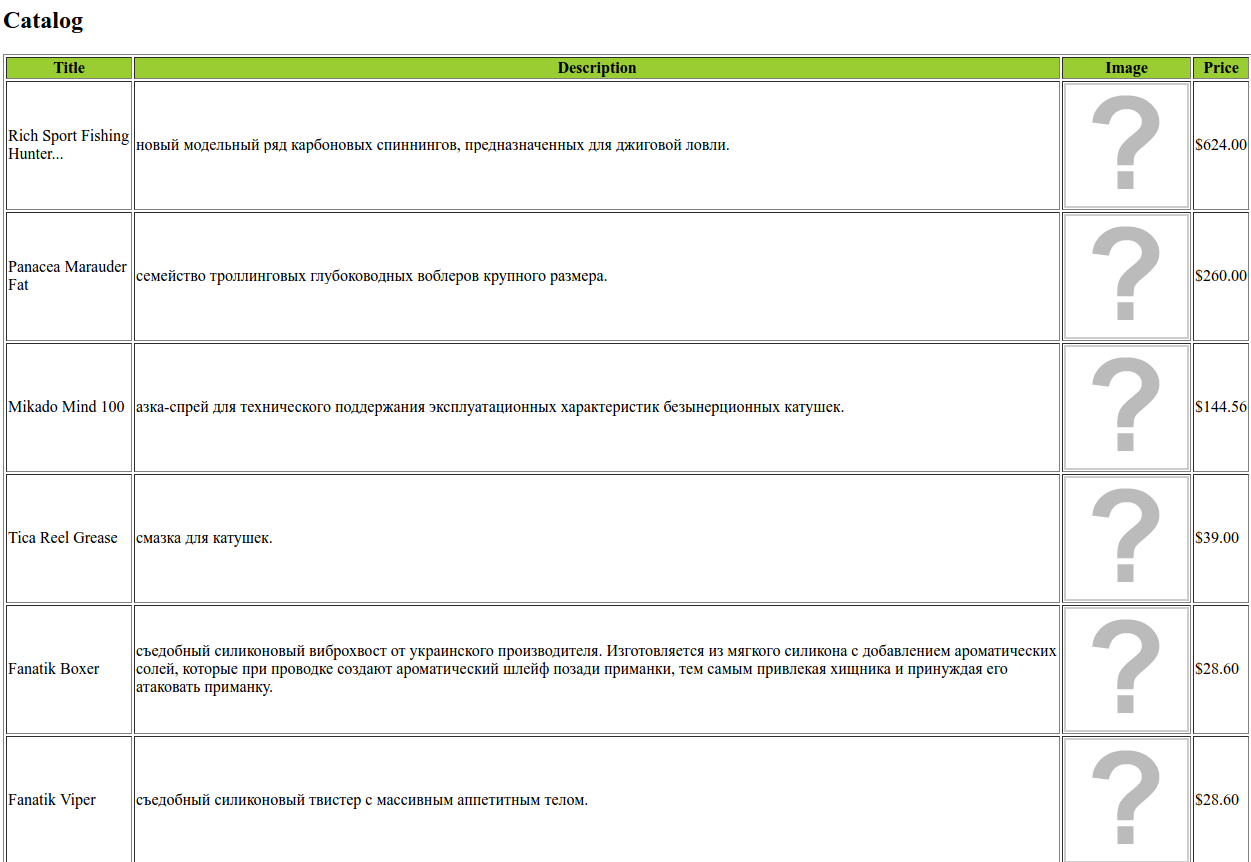 Catalog
Title Description Image Price
Rich Sport Fishing
Hunter...
новый модельный ряд карбоновых спиннингов, предназначенных для джиговой ловли.
?
$624.00
Panacea Marauder
Fat
семейство троллинговых глубоководных воблеров крупного размера.
?
$260.00
Mikado Mind 100
азка-спрей для технического поддержания эксплуатационных характеристик безынерционных катушек.
?
$144.56
Tica Reel Grease
смазка для катушек.
?
$39.00
Fanatik Boxer
съедобный силиконовый виброхвост от украинского производителя. Изготовляется из мягкого силикона с добавлением ароматических
солей, которые при проводке создают ароматический шлейф позади приманки, тем самым привлекая хищника и принуждая его
атаковать приманку.
?
$28.60
Fanatik Viper
съедобный силиконовый твистер с массивным аппетитным телом.
?
$28.60